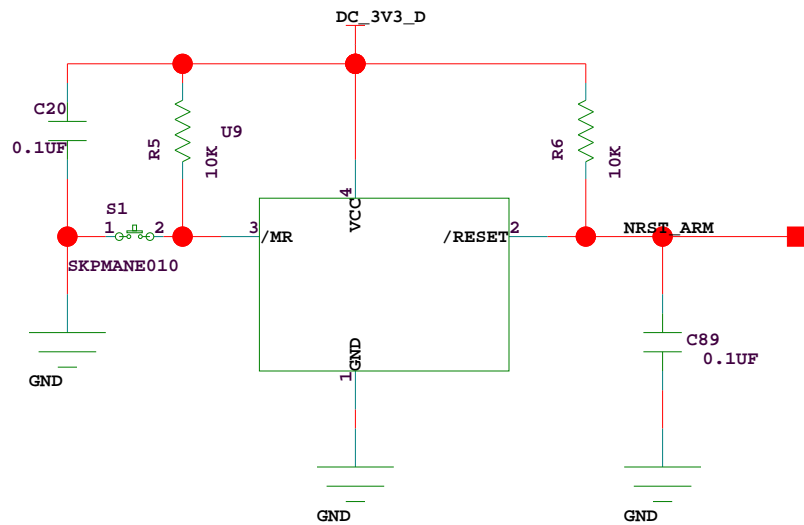 DC_3V3_D
C20
0.1UF
R5
10K
U9
R6
10K
S1
1
2
SKPMANE010
3
/MR
4
VCC
/RESET
2
NRST_ARM
GND
1
C89
0.1UF
GND
GND
GND